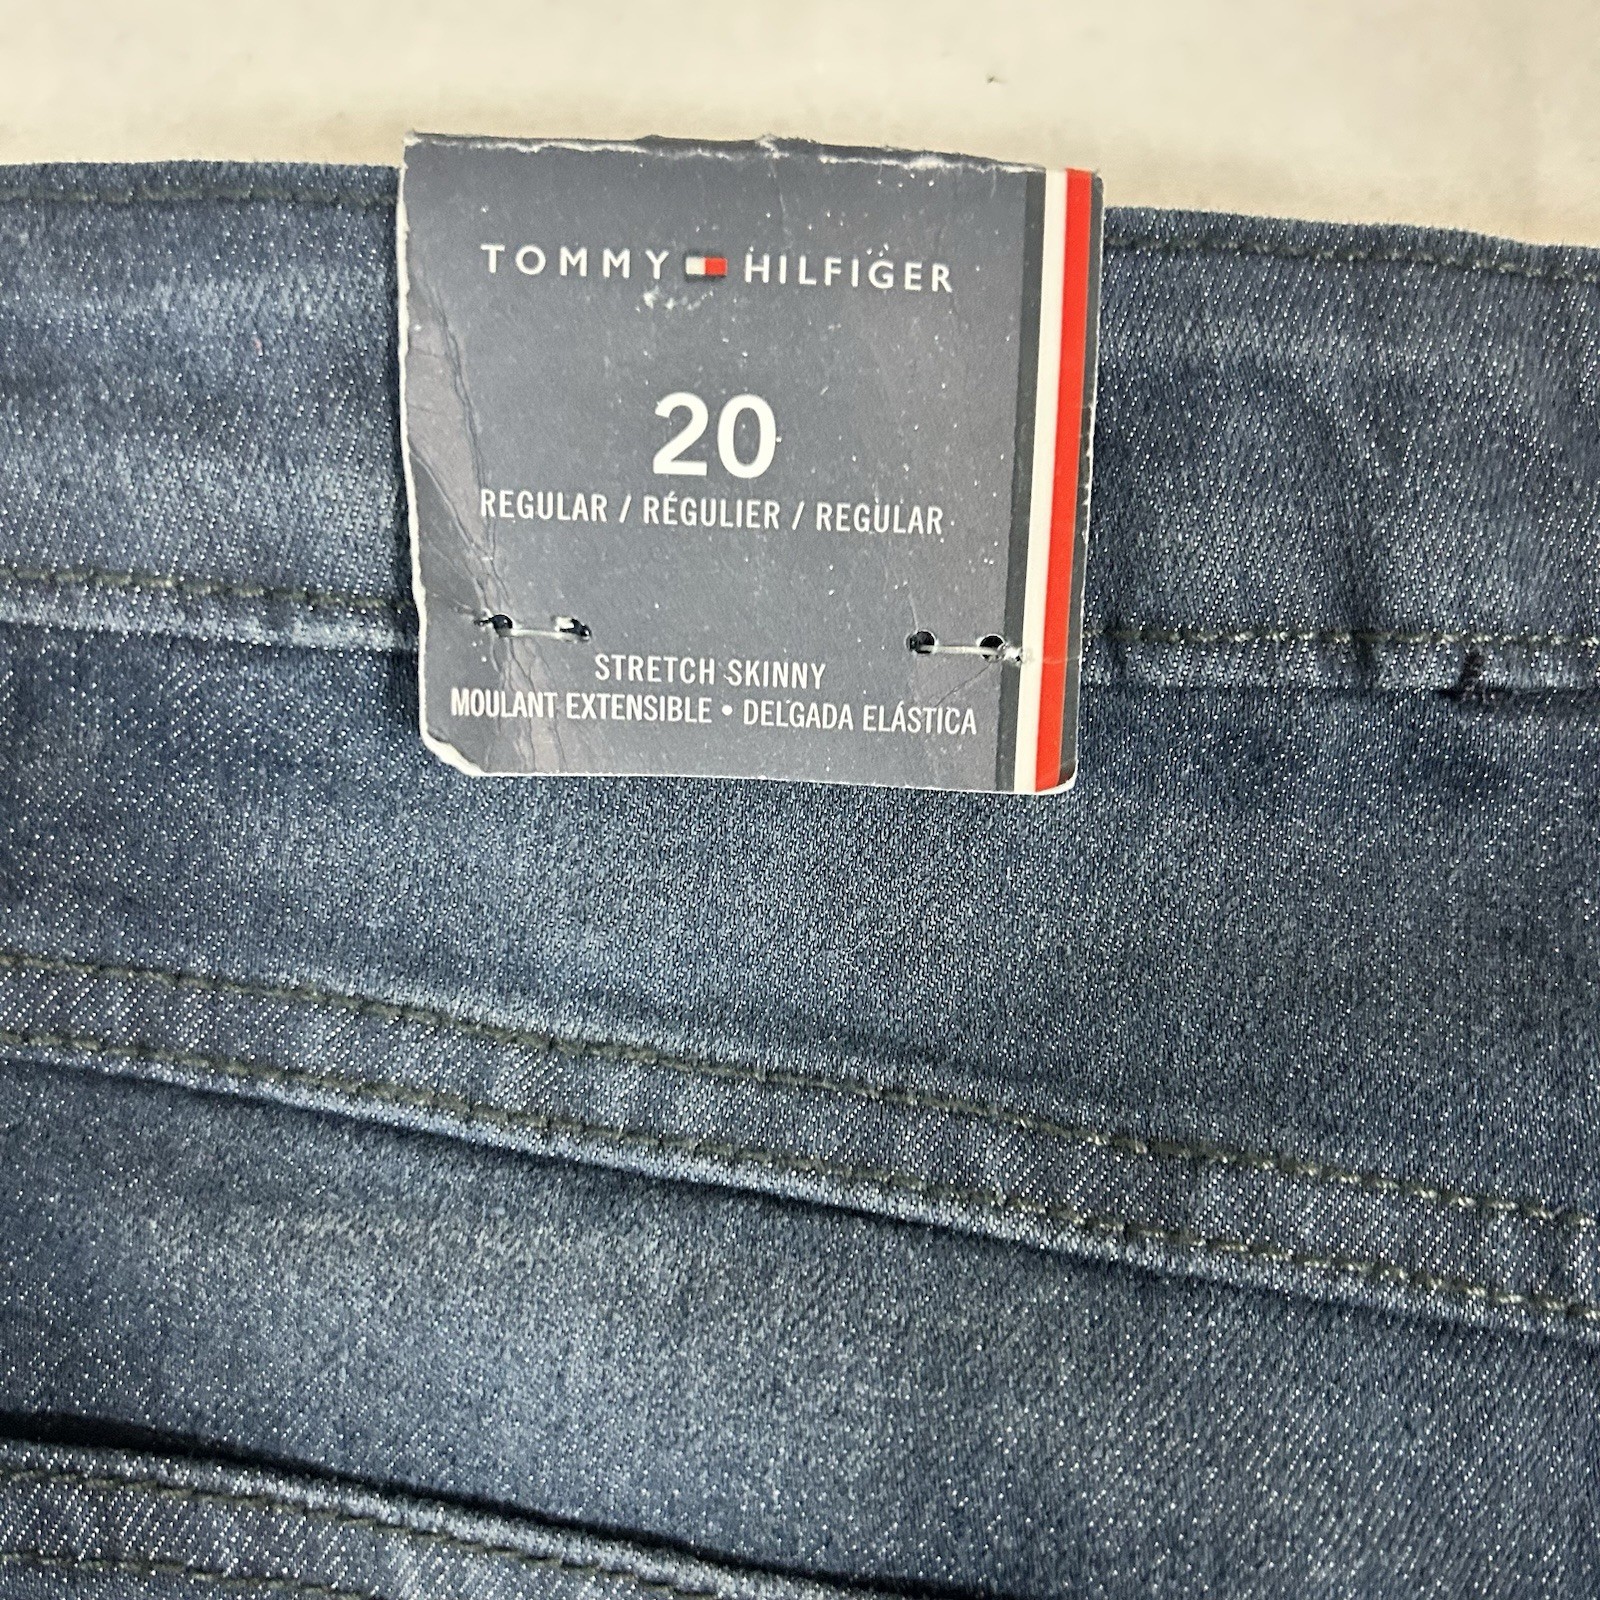 TOMMY HILFIGER
20
REGULAR / RÉGULIER / REGULAR
STRETCH SKINNY
MOULANT EXTENSIBLE • DELGADA ELÁSTICA